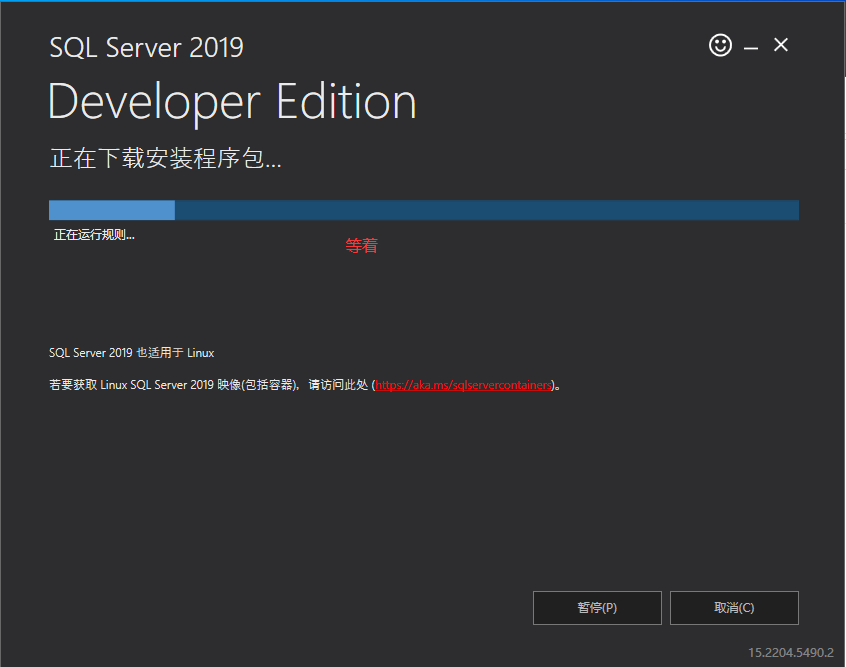 SQL Server 2019
Developer Edition
正在下载安装程序包...
正在运行规则...
等着
SQL Server 2019 也适用于 Linux
若要获取 Linux SQL Server 2019 映像(包括容器)，请访问此处 (https://aka.ms/sqlservercontainers)。
暂停(P)
取消(C)
15.2204.5490.2